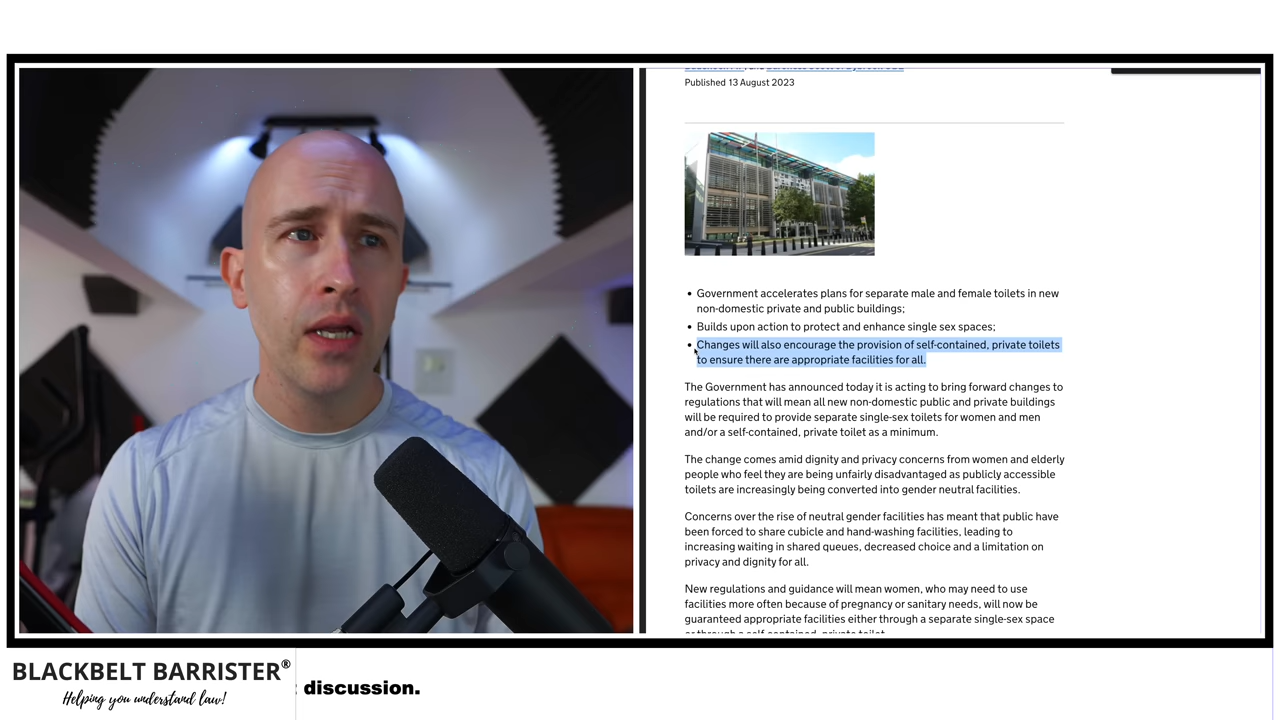 Published 13 August 2023
Government accelerates plans for separate male and female toilets in new
non-domestic private and public buildings;
Builds upon action to protect and enhance single sex spaces;
Changes will also encourage the provision of self-contained, private toilets
to ensure there are appropriate facilities for all.
The Government has announced today it is acting to bring forward changes to
regulations that will mean all new non-domestic public and private buildings
will be required to provide separate single-sex toilets for women and men
and/or a self-contained, private toilet as a minimum.
The change comes amid dignity and privacy concerns from women and elderly
people who feel they are being unfairly disadvantaged as publicly accessible
toilets are increasingly being converted into gender neutral facilities.
Concerns over the rise of neutral gender facilities has meant that public have
been forced to share cubicle and hand-washing facilities, leading to
increasing waiting in shared queues, decreased choice and a limitation on
privacy and dignity for all.
New regulations and guidance will mean women, who may need to use
facilities more often because of pregnancy or sanitary needs, will now be
guaranteed appropriate facilities either through a separate single-sex space
BLACKBELT BARRISTER®
Helping you understand law!
discussion.